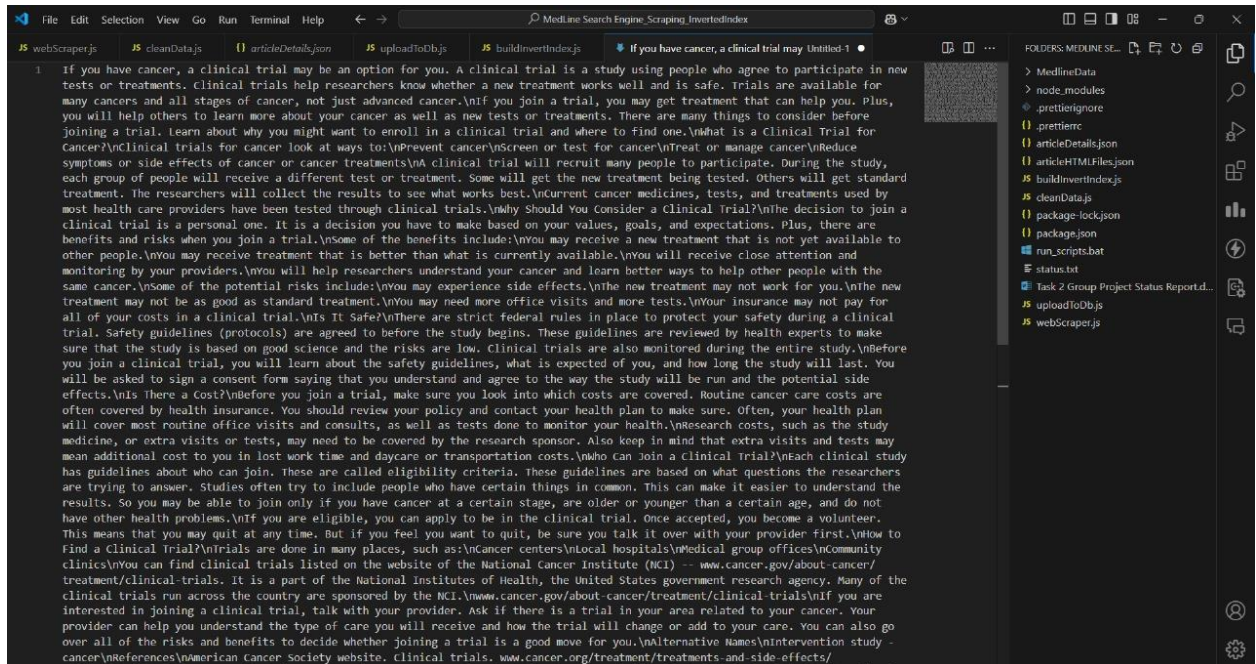 File Edit Selection View Go Run Terminal Help
MedLine Search Engine_Scraping_InvertedIndex
JS webScraper.js JS cleanData.js {} articleDetails.json JS uploadToDb.js JS buildInvertIndex.js If you have cancer, a clinical trial may Untitled-1
1 If you have cancer, a clinical trial may be an option for you. A clinical trial is a study using people who agree to participate in new
tests or treatments. Clinical trials help researchers know whether a new treatment works well and is safe. Trials are available for
many cancers and all stages of cancer, not just advanced cancer.\nIf you join a trial, you may get treatment that can help you. Plus,
you will help others to learn more about your cancer as well as new tests or treatments. There are many things to consider before
joining a trial. Learn about why you might want to enroll in a clinical trial and where to find one.\nWhat is a Clinical Trial for
Cancer?\nClinical trials for cancer look at ways to:\nPrevent cancer\nScreen or test for cancer\nTreat or manage cancer\nReduce
symptoms or side effects of cancer or cancer treatments\nA clinical trial will recruit many people to participate. During the study,
each group of people will receive a different test or treatment. Some will get the new treatment being tested. Others will get standard
treatment. The researchers will collect the results to see what works best.\nCurrent cancer medicines, tests, and treatments used by
most health care providers have been tested through clinical trials.\nWhy Should You Consider a Clinical Trial?\nThe decision to join a
clinical trial is a personal one. It is a decision you have to make based on your values, goals, and expectations. Plus, there are
benefits and risks when you join a trial.\nSome of the benefits include:\nYou may receive a new treatment that is not yet available to
other people.\nYou may receive treatment that is better than what is currently available.\nYou will receive close attention and
monitoring by your providers.\nYou will help researchers understand your cancer and learn better ways to help other people with the
same cancer.\nSome of the potential risks include:\nYou may experience side effects.\nThe new treatment may not work for you.\nThe new
treatment may not be as good as standard treatment.\nYou may need more office visits and more tests.\nYour insurance may not pay for
all of your costs in a clinical trial.\nIs It Safe?\nThere are strict federal rules in place to protect your safety during a clinical
trial. Safety guidelines (protocols) are agreed to before the study begins. These guidelines are reviewed by health experts to make
sure that the study is based on good science and the risks are low. Clinical trials are also monitored during the entire study.\nBefore
you join a clinical trial, you will learn about the safety guidelines, what is expected of you, and how long the study will last. You
will be asked to sign a consent form saying that you understand and agree to the way the study will be run and the potential side
effects.\nIs There a Cost?\nBefore you join a trial, make sure you look into which costs are covered. Routine cancer care costs are
often covered by health insurance. You should review your policy and contact your health plan to make sure. Often, your health plan
will cover most routine office visits and consults, as well as tests done to monitor your health.\nResearch costs, such as the study
medicine, or extra visits or tests, may need to be covered by the research sponsor. Also keep in mind that extra visits and tests may
mean additional cost to you in lost work time and daycare or transportation costs.\nWho Can Join a Clinical Trial?\nEach clinical study
has guidelines about who can join. These are called eligibility criteria. These guidelines are based on what questions the researchers
are trying to answer. Studies often try to include people who have certain things in common. This can make it easier to understand the
results. So you may be able to join only if you have cancer at a certain stage, are older or younger than a certain age, and do not
have other health problems.\nIf you are eligible, you can apply to be in the clinical trial. Once accepted, you become a volunteer.
This means that you may quit at any time. But if you feel you want to quit, be sure you talk it over with your provider first.\nHow to
Find a Clinical Trial?\nTrials are done in many places, such as:\nCancer centers\nLocal hospitals\nMedical group offices\nCommunity
clinics\nYou can find clinical trials listed on the website of the National Cancer Institute (NCI) -- www.cancer.gov/about-cancer/
treatment/clinical-trials. It is a part of the National Institutes of Health, the United States government research agency. Many of the
clinical trials run across the country are sponsored by the NCI.\nwww.cancer.gov/about-cancer/treatment/clinical-trials\nIf you are
interested in joining a clinical trial, talk with your provider. Ask if there is a trial in your area related to your cancer. Your
provider can help you understand the type of care you will receive and how the trial will change or add to your care. You can also go
over all of the risks and benefits to decide whether joining a trial is a good move for you.\nAlternative Names\nIntervention study -
cancer\nReferences\nAmerican Cancer Society website. Clinical trials. www.cancer.org/treatment/treatments-and-side-effects/
FOLDERS: MEDLINE SE...
MedlineData
node_modules
.prettierignore
{} .prettierrc
{} articleDetails.json
{} articleHTMLFiles.json
JS buildInvertIndex.js
JS cleanData.js
{} package-lock.json
{} package.json
run_scripts.bat
status.txt
Task 2 Group Project Status Report.d...
JS uploadToDb.js
JS webScraper.js